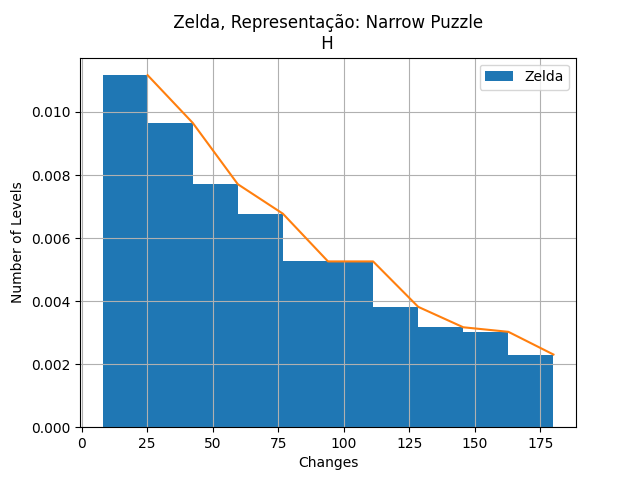 Zelda, Representação: Narrow Puzzle
H
Zelda
Number of Levels
0.010
0.008
0.006
0.004
0.002
0.000
0 25 50 75 100 125 150 175
Changes